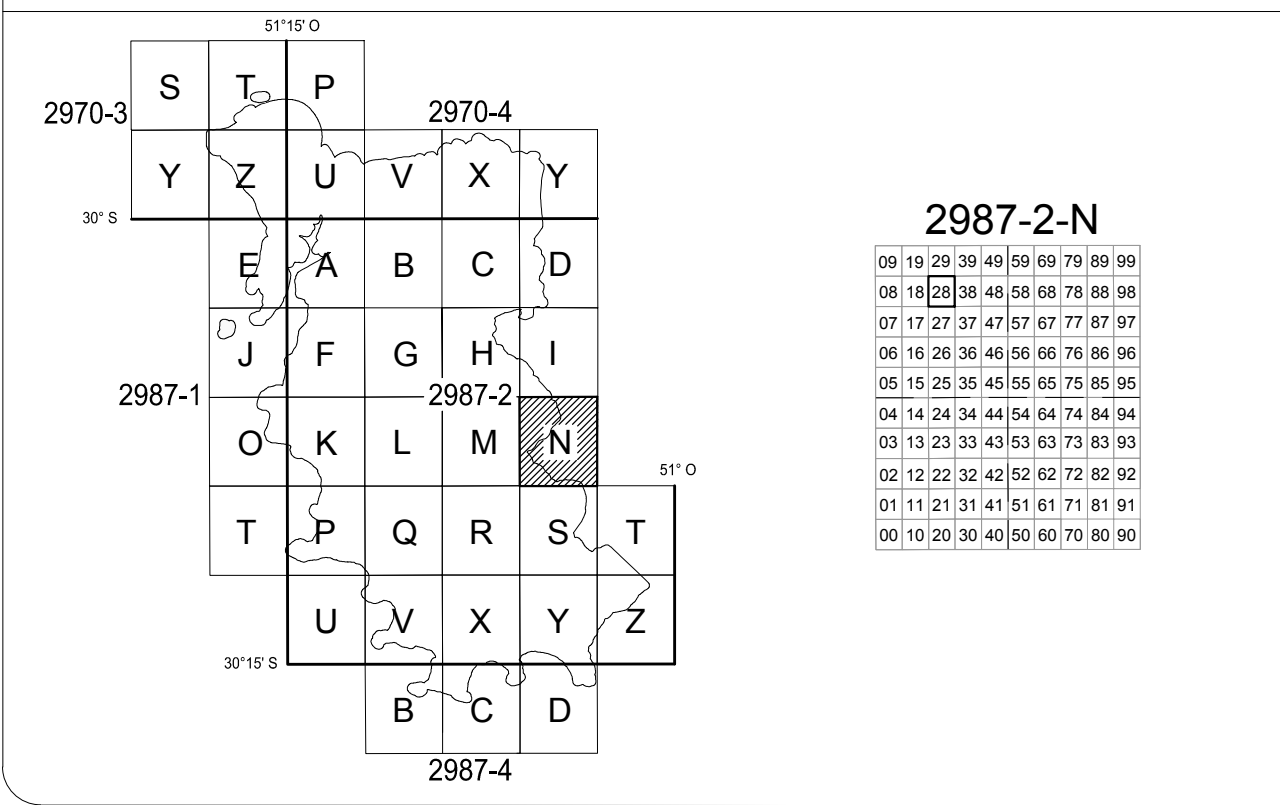 51°15' O
S T P
2970-3
2970-4
Y Z U V X Y
30° S
E A B C D
J F G H I
2987-1
2987-2
O K L M N
51° O
T P Q R S T
U V X Y Z
30°15' S
B C D
2987-4
2987-2-N
09 19 29 39 49 59 69 79 89 99
08 18 28 38 48 58 68 78 88 98
07 17 27 37 47 57 67 77 87 97
06 16 26 36 46 56 66 76 86 96
05 15 25 35 45 55 65 75 85 95
04 14 24 34 44 54 64 74 84 94
03 13 23 33 43 53 63 73 83 93
02 12 22 32 42 52 62 72 82 92
01 11 21 31 41 51 61 71 81 91
00 10 20 30 40 50 60 70 80 90